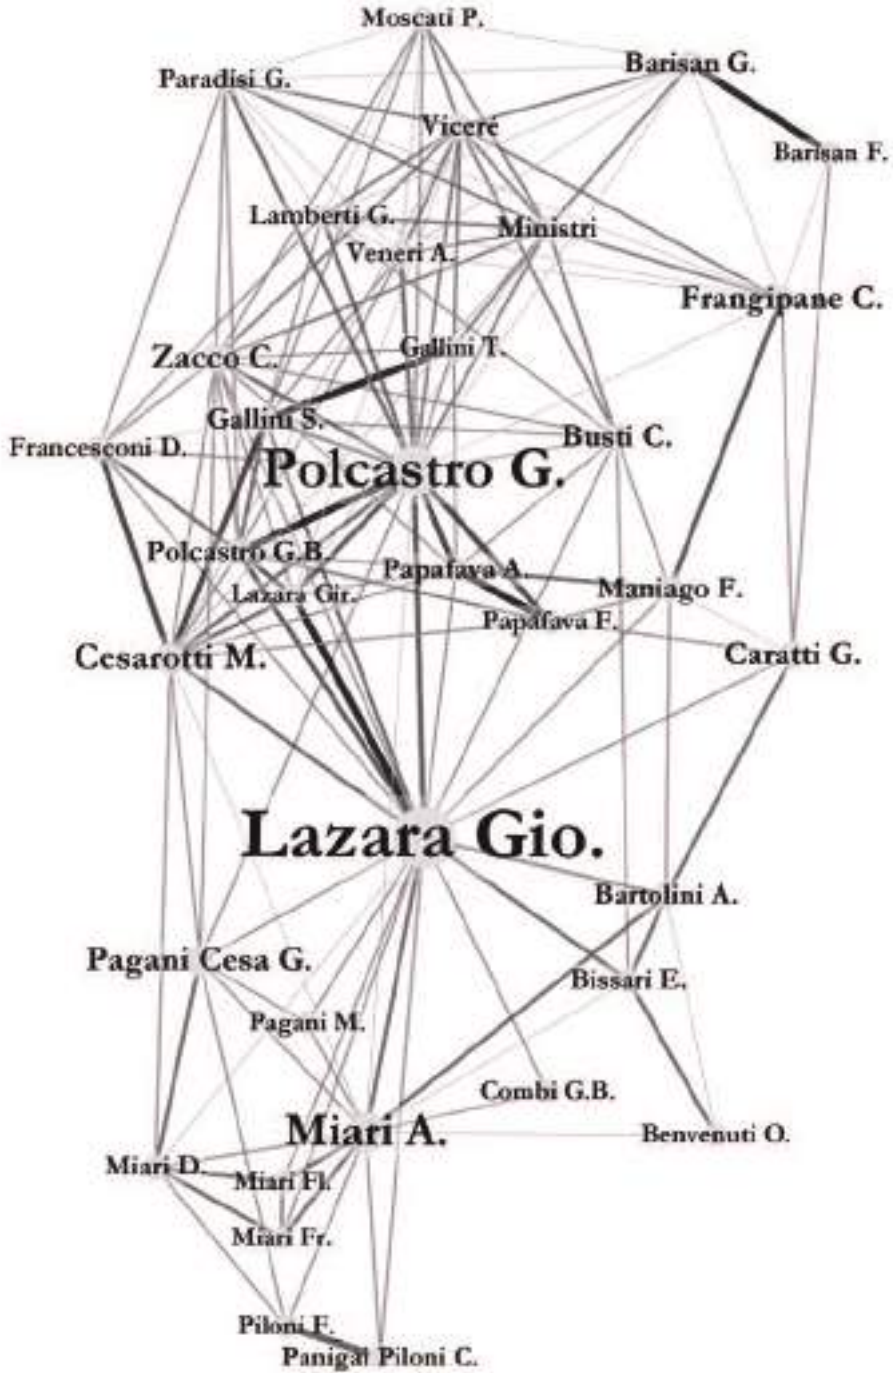 Moscati P.
Barisan G.
Paradisi G.
Viceré
Barisan F.
Lamberti G.
Ministri
Veneri A.
Frangipane C.
Gallini T.
Zacco C.
Gallini S.
Busti C.
Francesconi D.
Polcastro G.
Polcastro G.B.
Papafava A.
Maniago F.
Lazara Gir.
Papafava F.
Cesarotti M.
Caratti G.
Lazara Gio.
Bartolini A.
Pagani Cesa G.
Bissari E.
Pagani M.
Combi G.B.
Miari A.
Benvenuti O.
Miari D.
Miari Fl.
Miari Fr.
Piloni F.
Panigai Piloni C.